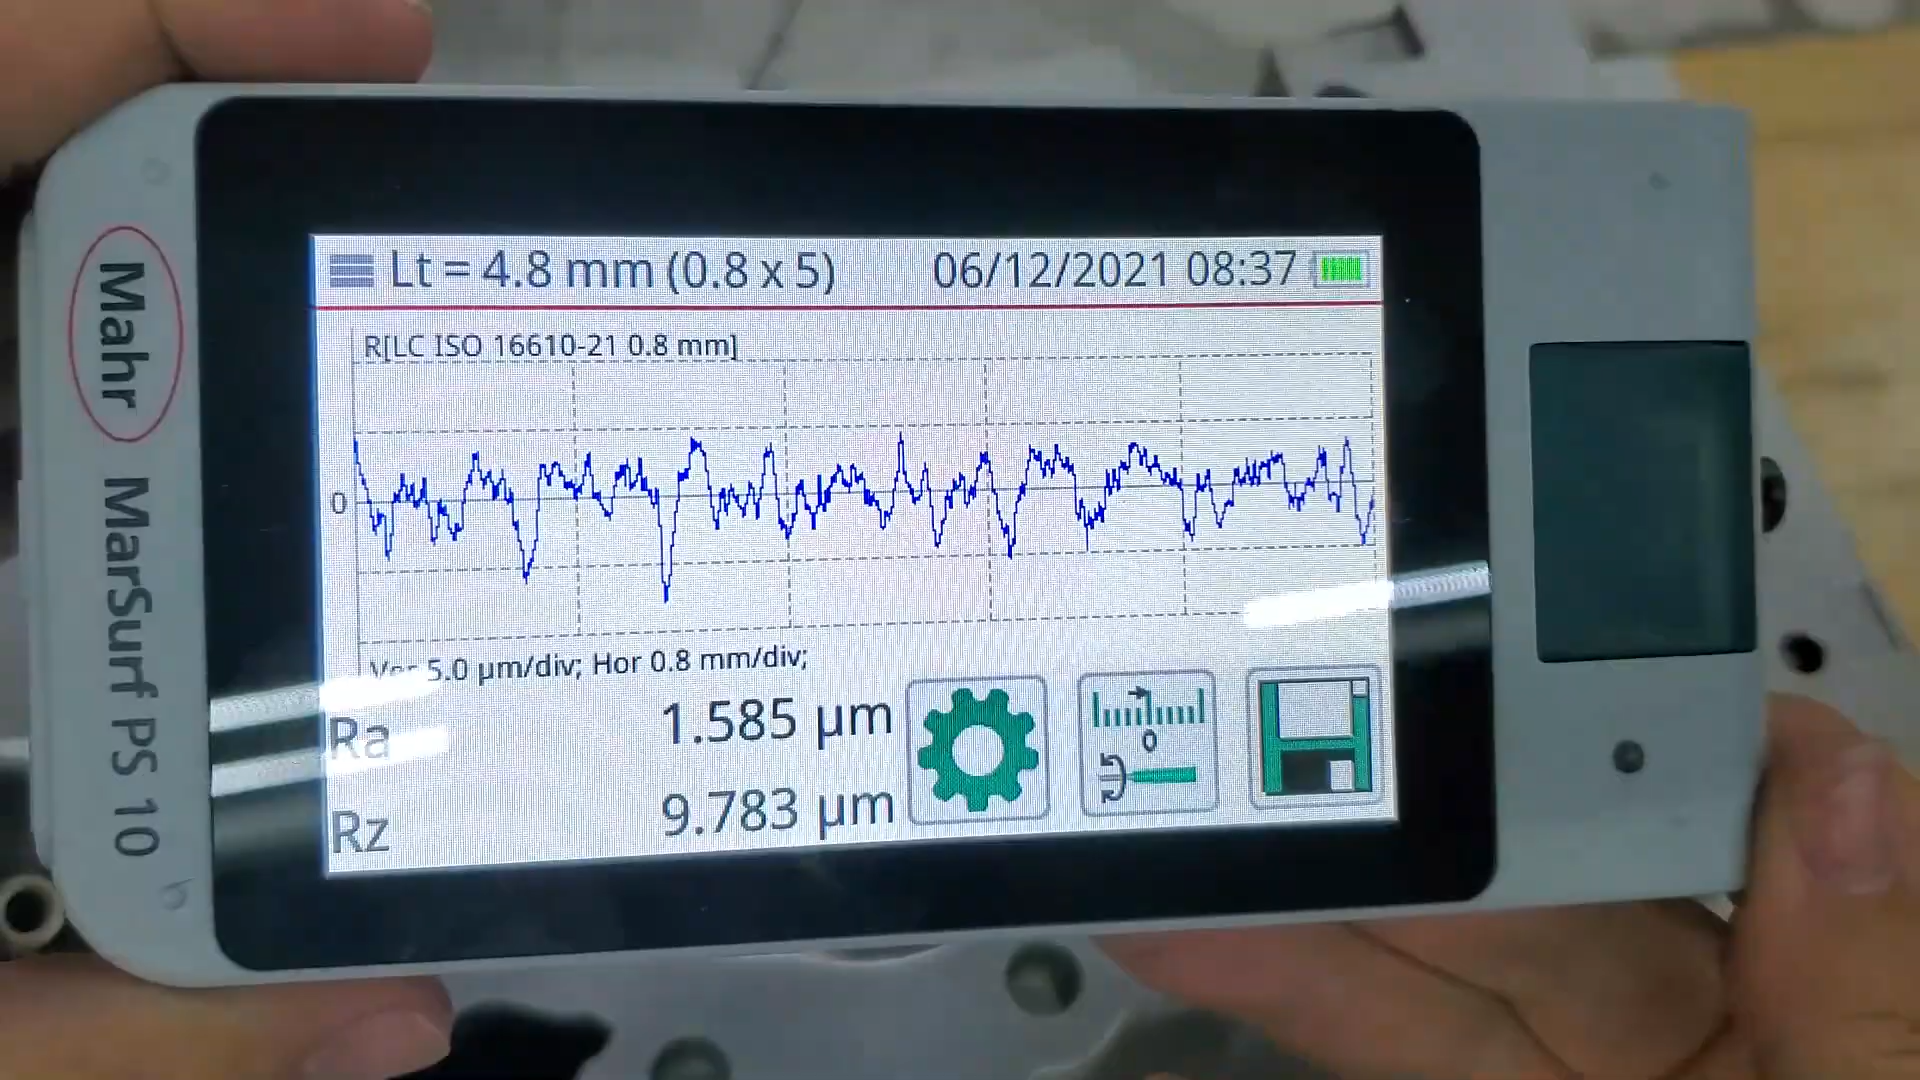 Mahr MarSurf PS 10
Lt = 4.8 mm (0.8 x 5) 06/12/2021 08:37
R[LC ISO 16610-21 0.8 mm]
0
Ver 5.0 µm/div; Hor 0.8 mm/div;
Ra 1.585 µm
Rz 9.783 µm
0